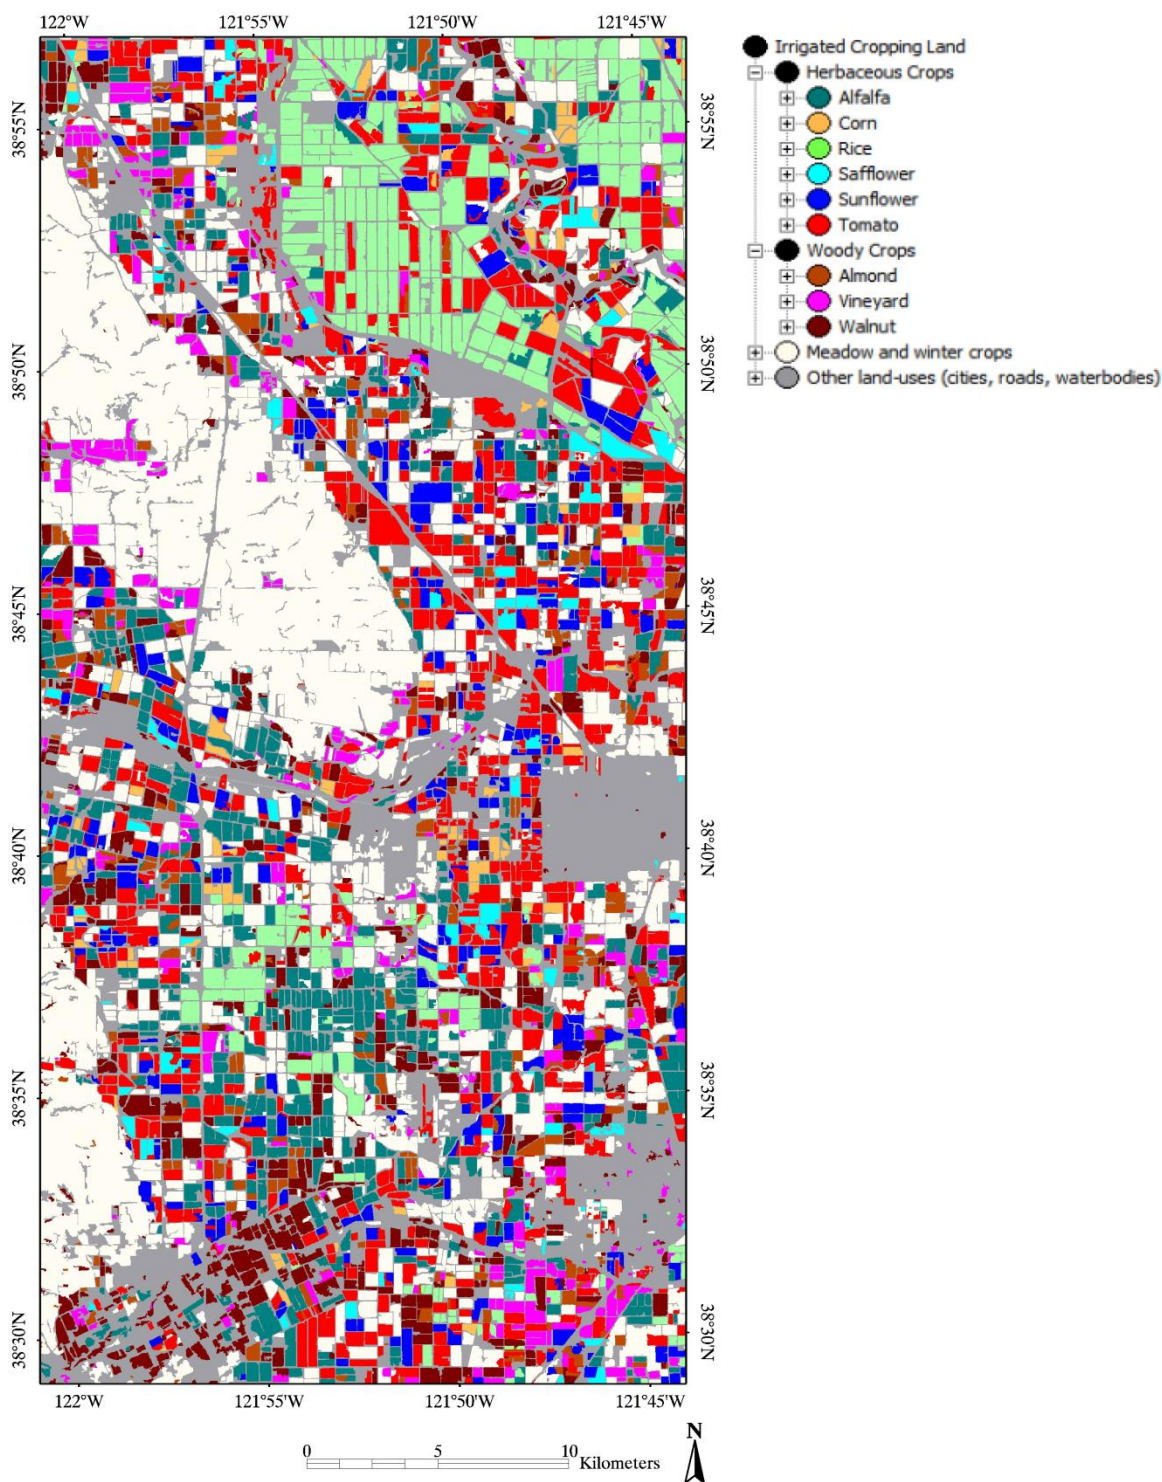 122°W 121°55'W 121°50'W 121°45'W
38°55'N
38°50'N
38°45'N
38°40'N
38°35'N
38°30'N
38°55'N
38°50'N
38°45'N
38°40'N
38°35'N
38°30'N
122°W 121°55'W 121°50'W 121°45'W
0 5 10 Kilometers
N
Irrigated Cropping Land
Herbaceous Crops
Alfalfa
Corn
Rice
Safflower
Sunflower
Tomato
Woody Crops
Almond
Vineyard
Walnut
Meadow and winter crops
Other land-uses (cities, roads, waterbodies)